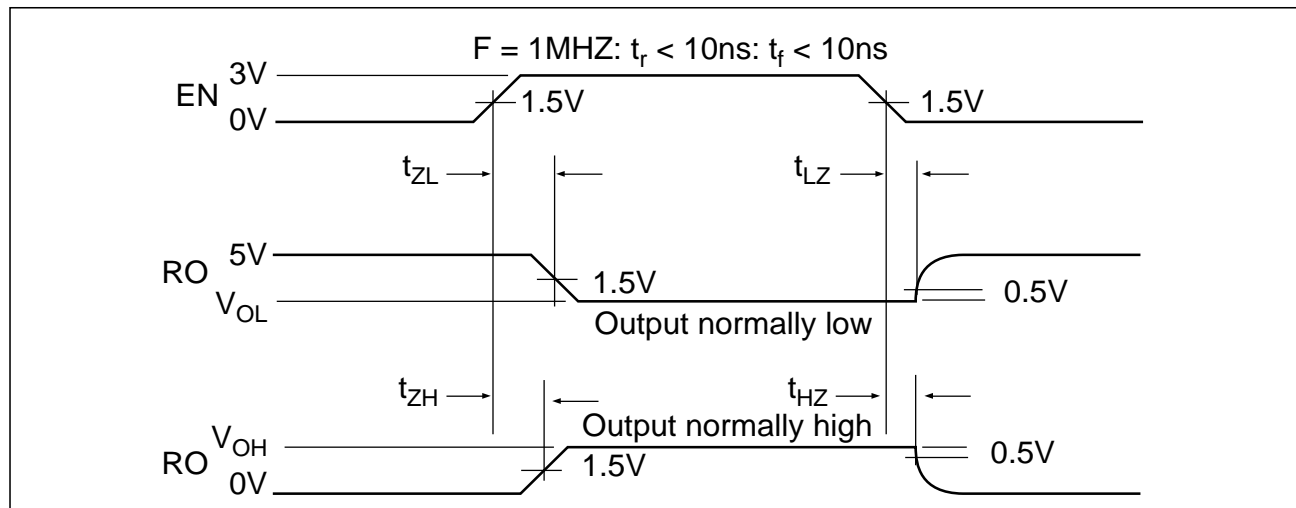 F = 1MHZ: tr < 10ns: tf < 10ns
3V
EN
1.5V
1.5V
0V
tZL
tLZ
5V
RO
1.5V
0.5V
VOL
Output normally low
tZH
tHZ
VOH
Output normally high
RO
1.5V
0.5V
0V